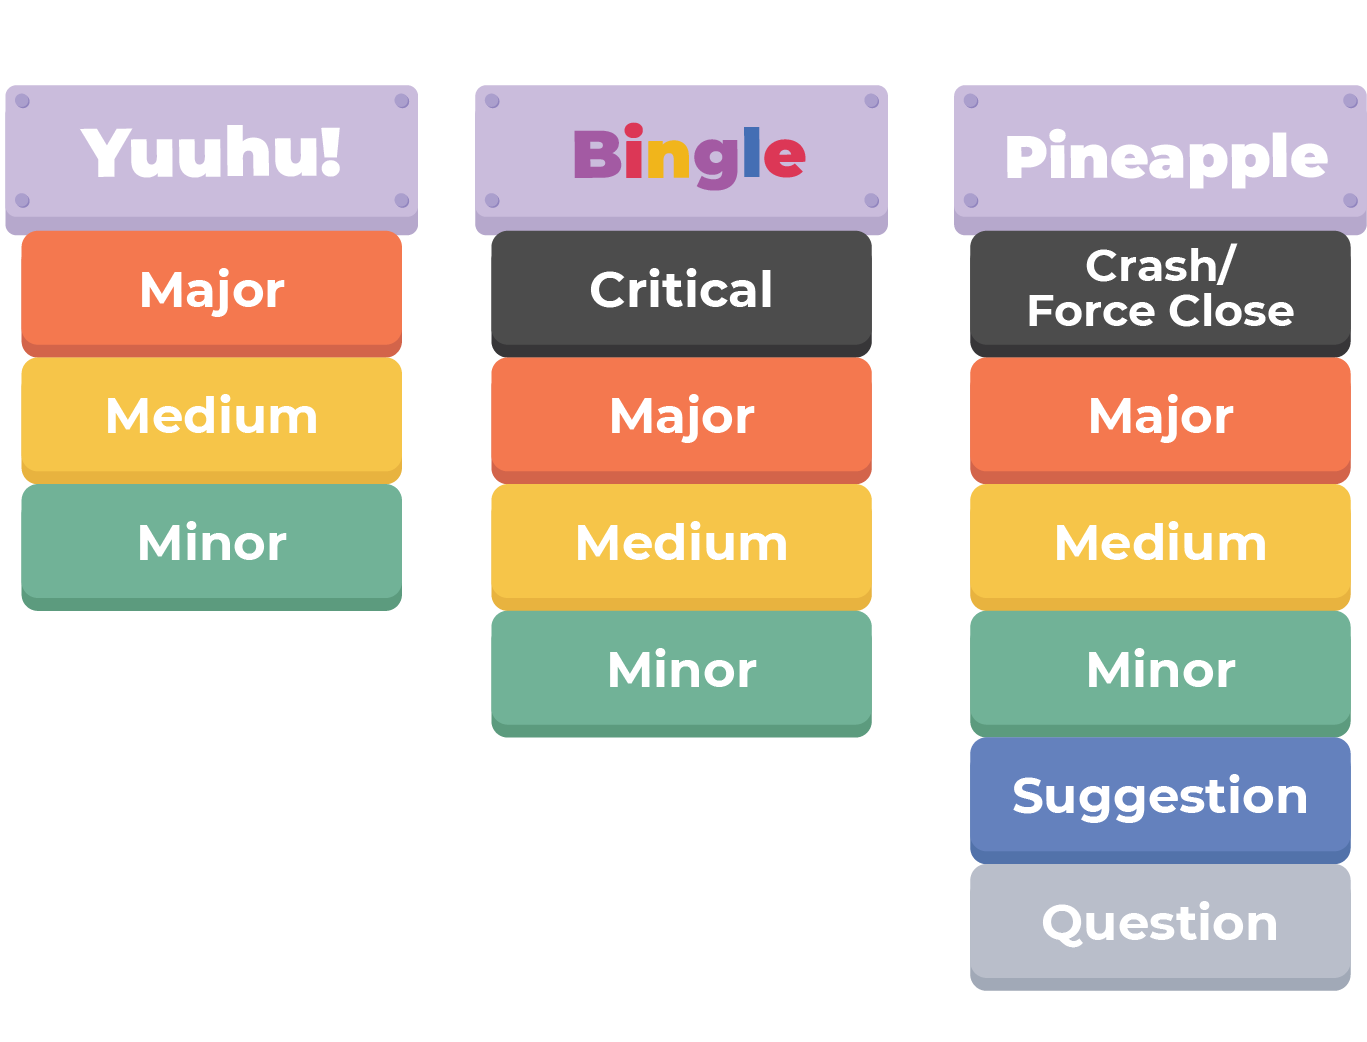 Yuuhu!
Major
Medium
Minor
Bingle
Critical
Major
Medium
Minor
Pineapple
Crash/
Force Close
Major
Medium
Minor
Suggestion
Question